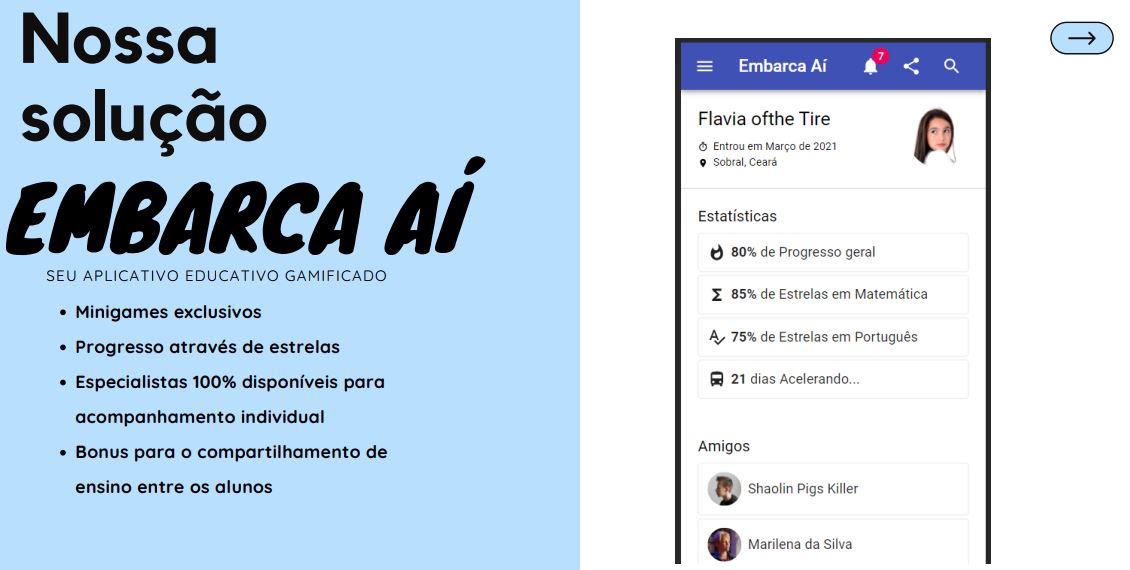 Nossa
solução
EMBARCA AÍ
SEU APLICATIVO EDUCATIVO GAMIFICADO
• Minigames exclusivos
• Progresso através de estrelas
• Especialistas 100% disponíveis para
acompanhamento individual
• Bonus para o compartilhamento de
ensino entre os alunos
Embarca Aí 7
Flavia ofthe Tire
Entrou em Março de 2021
Sobral, Ceará
Estatísticas
80% de Progresso geral
85% de Estrelas em Matemática
75% de Estrelas em Português
21 dias Acelerando...
Amigos
Shaolin Pigs Killer
Marilena da Silva